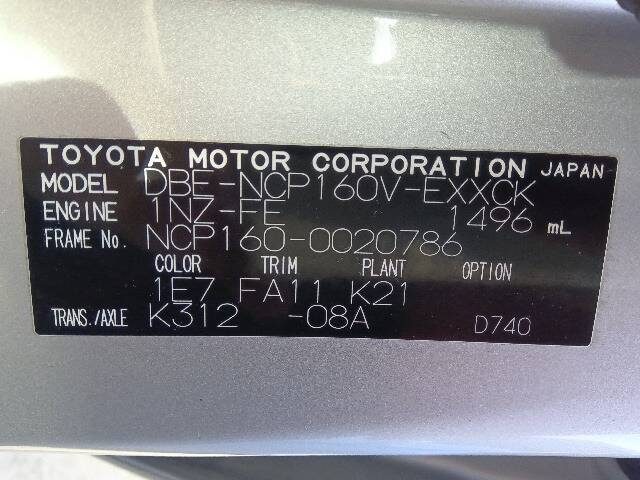 TOYOTA MOTOR CORPORATION JAPAN
MODEL DBE-NCP160V-EXXCK
ENGINE 1NZ-FE 1496 mL
FRAME No. NCP160-0020786
COLOR TRIM PLANT OPTION
1E7 FA11 K21
TRANS./AXLE K312 -08A D740